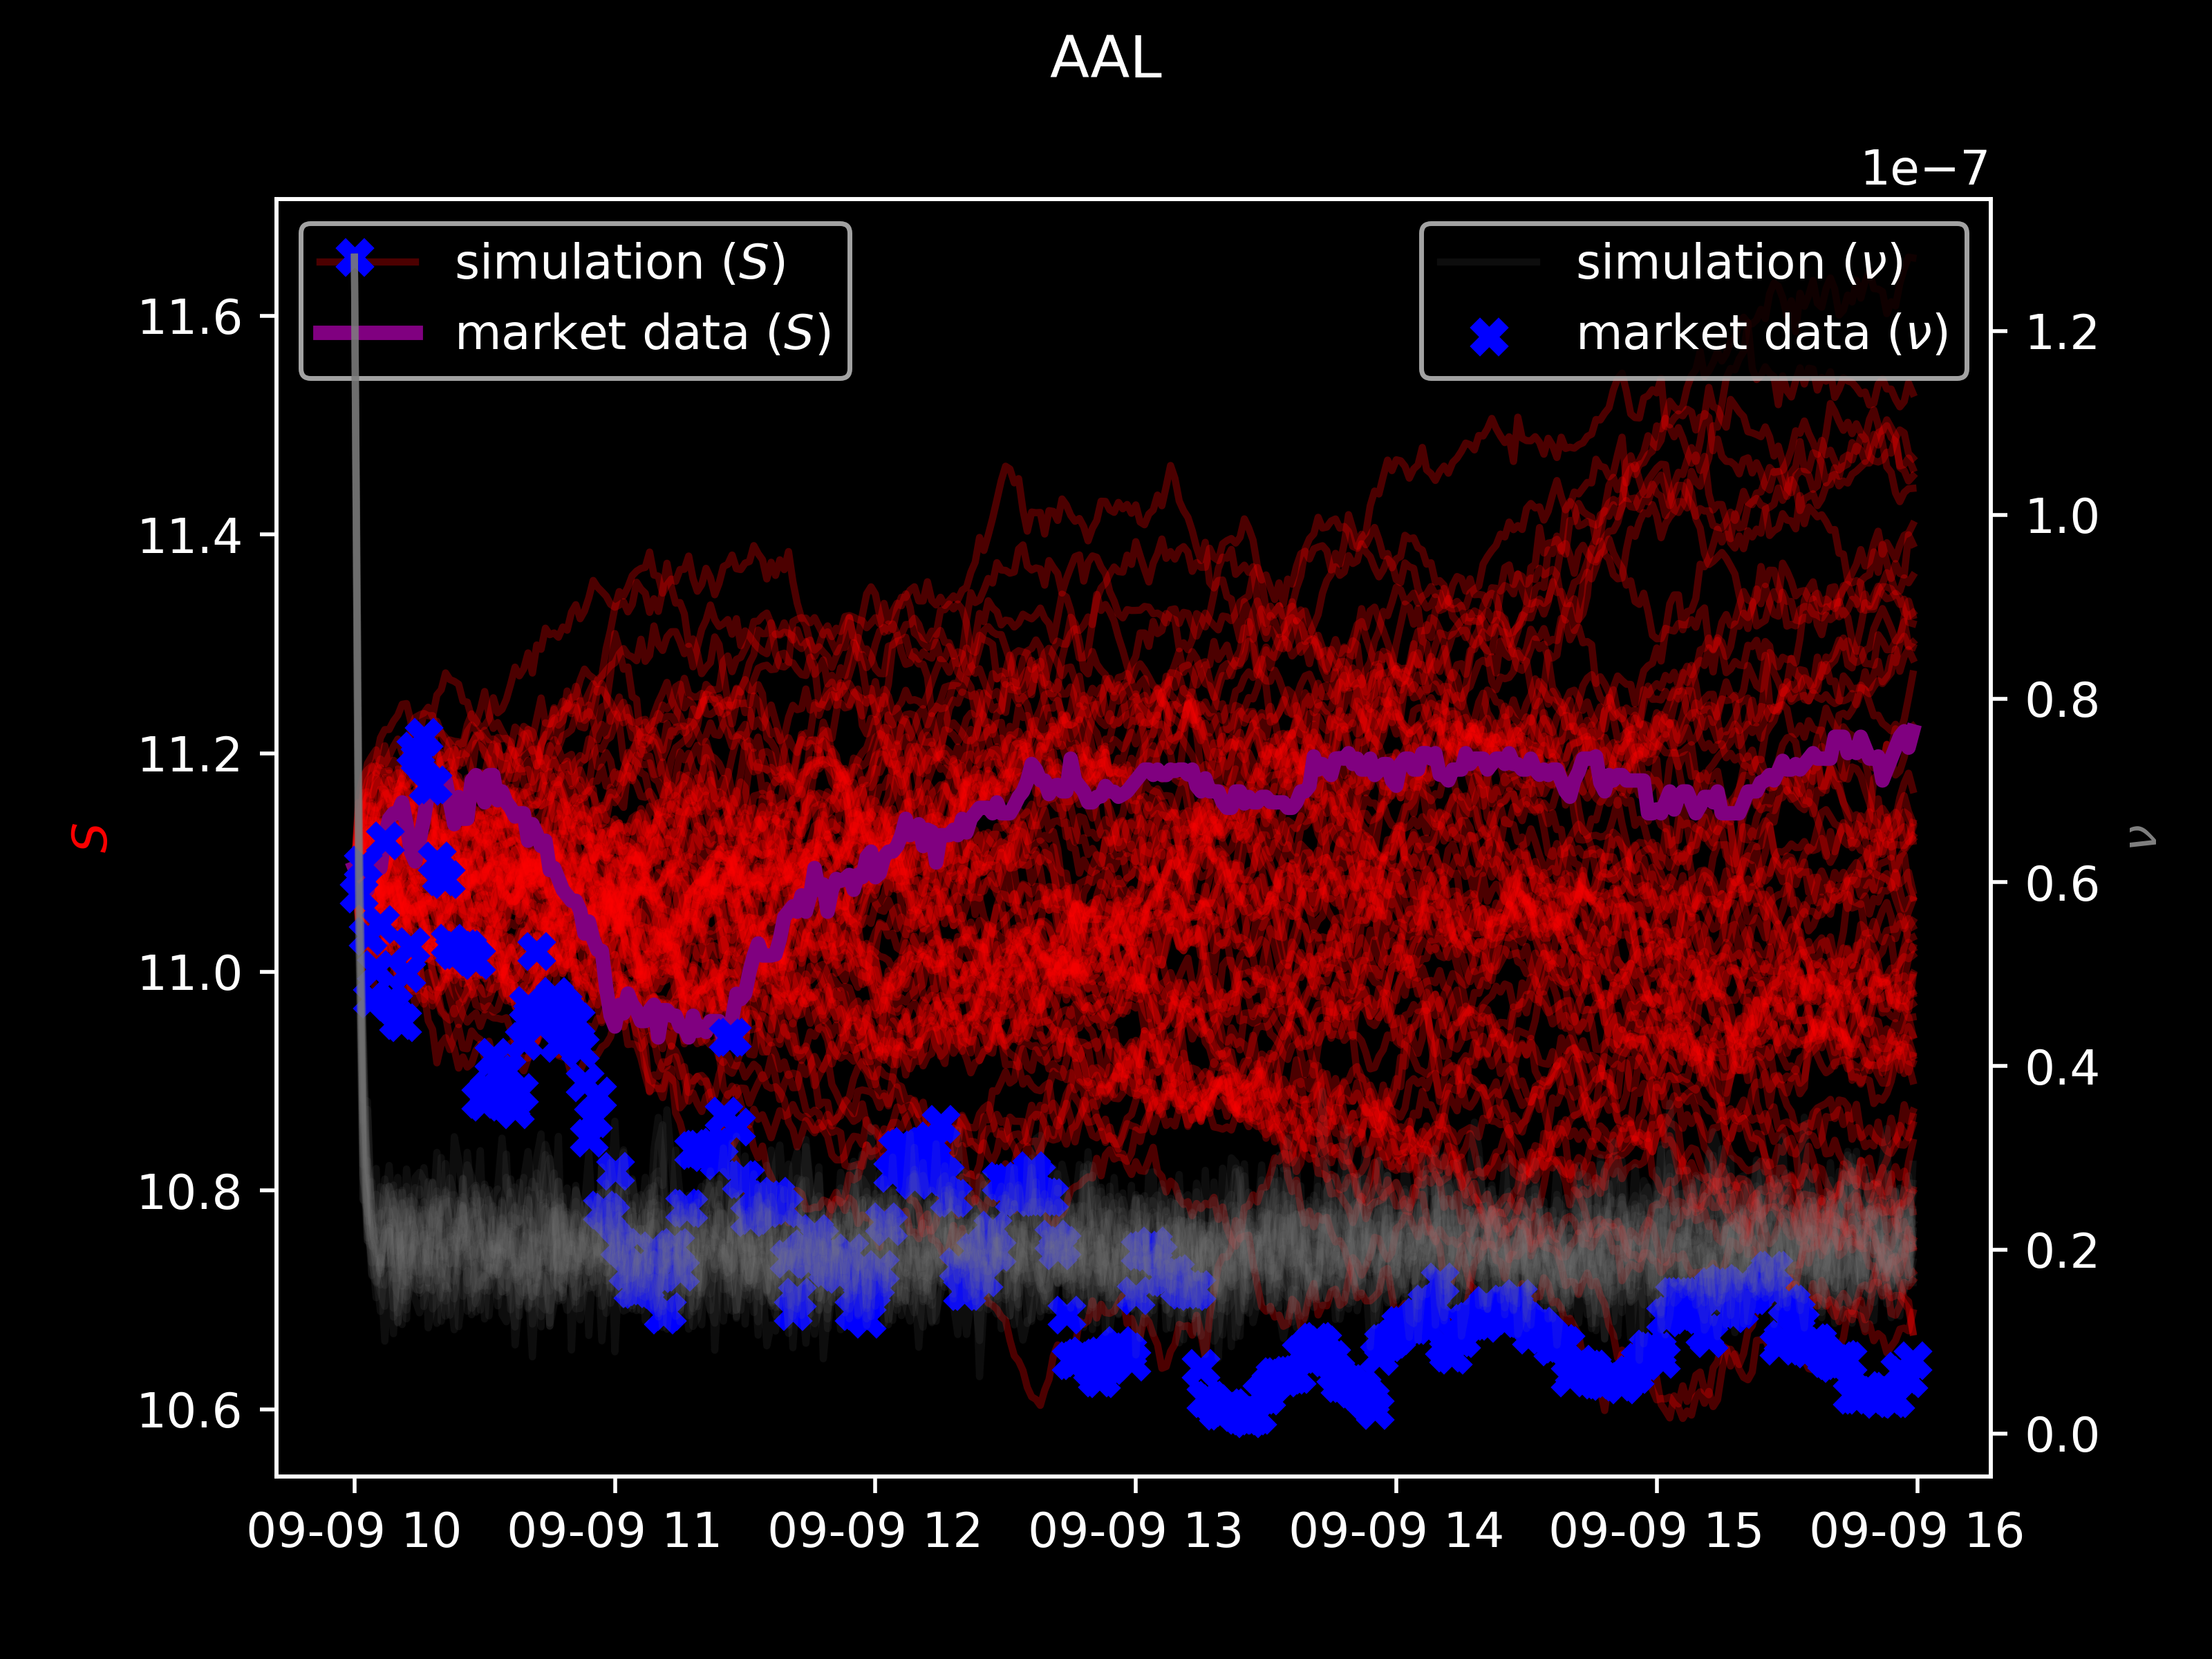 AAL
1e−7
simulation (S)
market data (S)
simulation (ν)
market data (ν)
11.6
11.4
11.2
11.0
10.8
10.6
S
1.2
1.0
0.8
0.6
0.4
0.2
0.0
ν
09-09 10 09-09 11 09-09 12 09-09 13 09-09 14 09-09 15 09-09 16